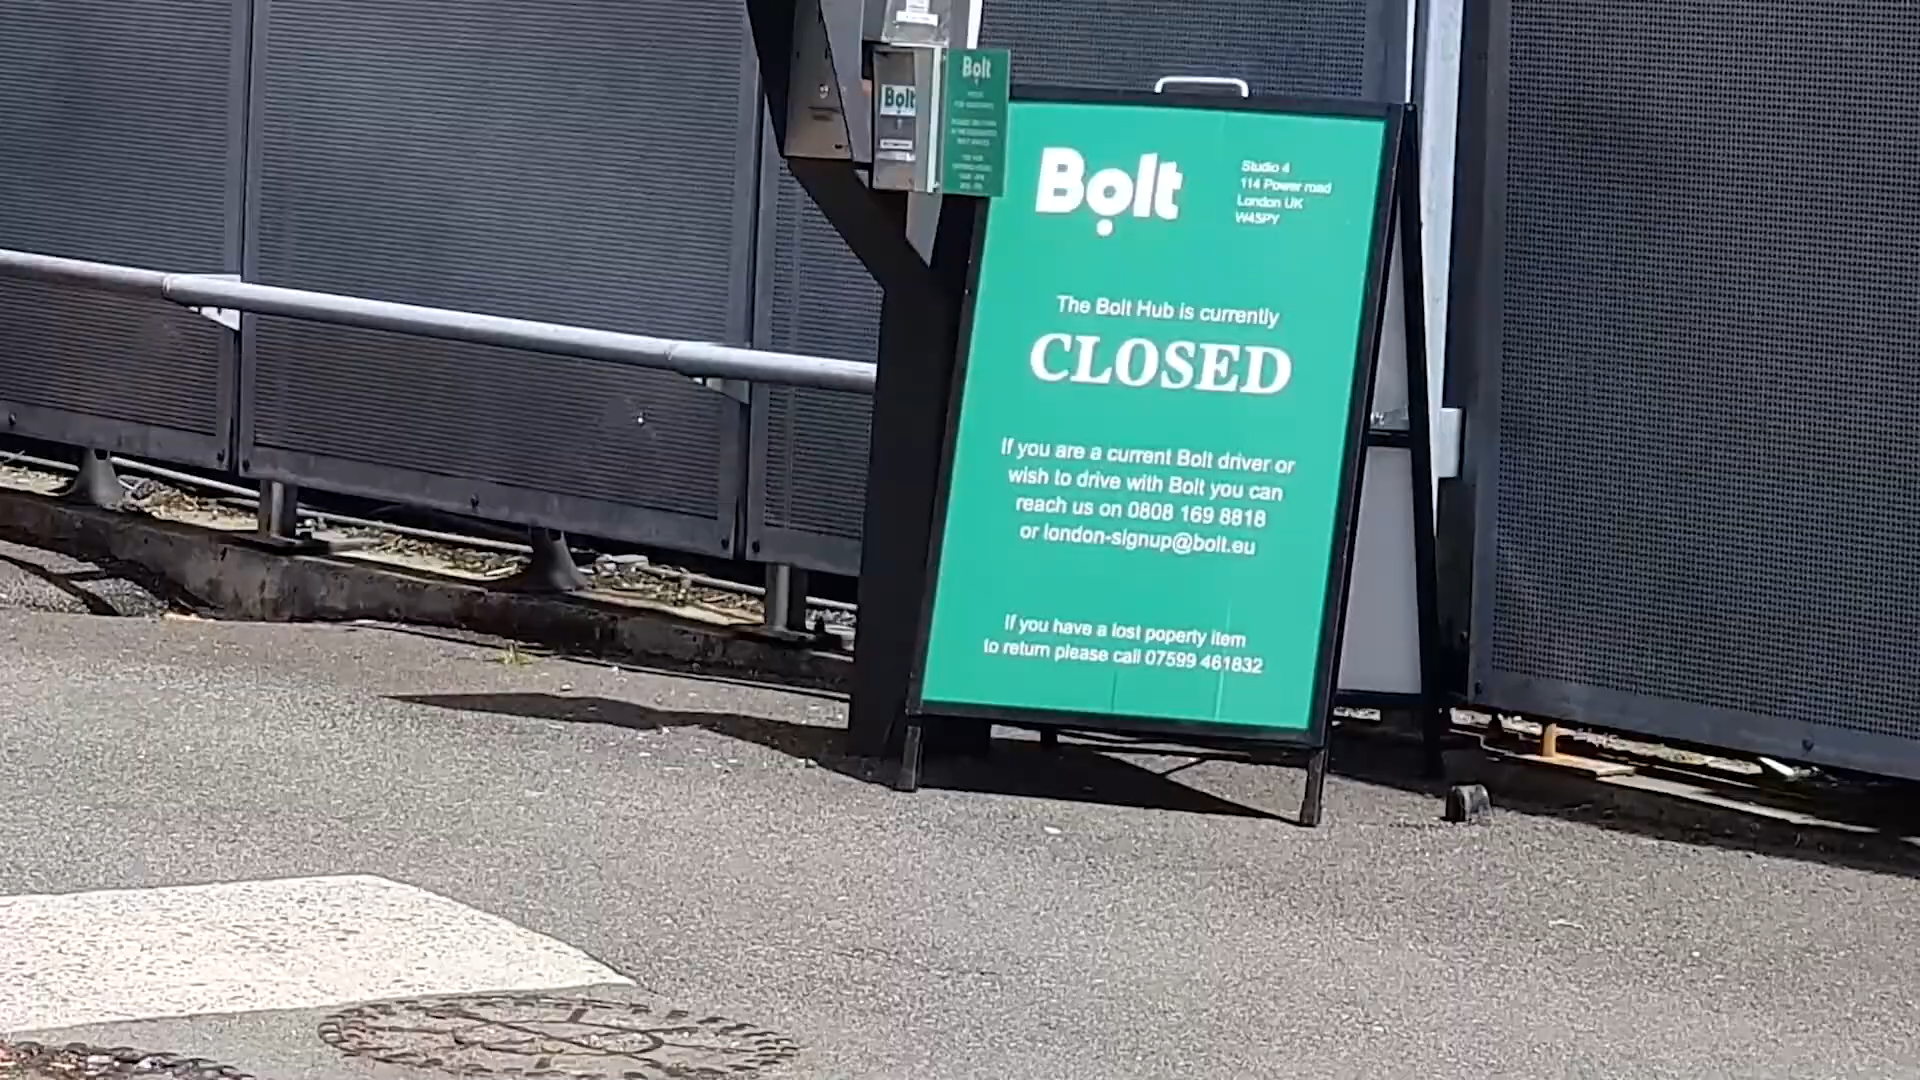 Bolt
Bolt
Bolt
Studio 4
114 Power road
London UK
W45PY
The Bolt Hub is currently
CLOSED
If you are a current Bolt driver or
wish to drive with Bolt you can
reach us on 0808 169 8818
or london-signup@bolt.eu
If you have a lost poperty item
to return please call 07599 461832